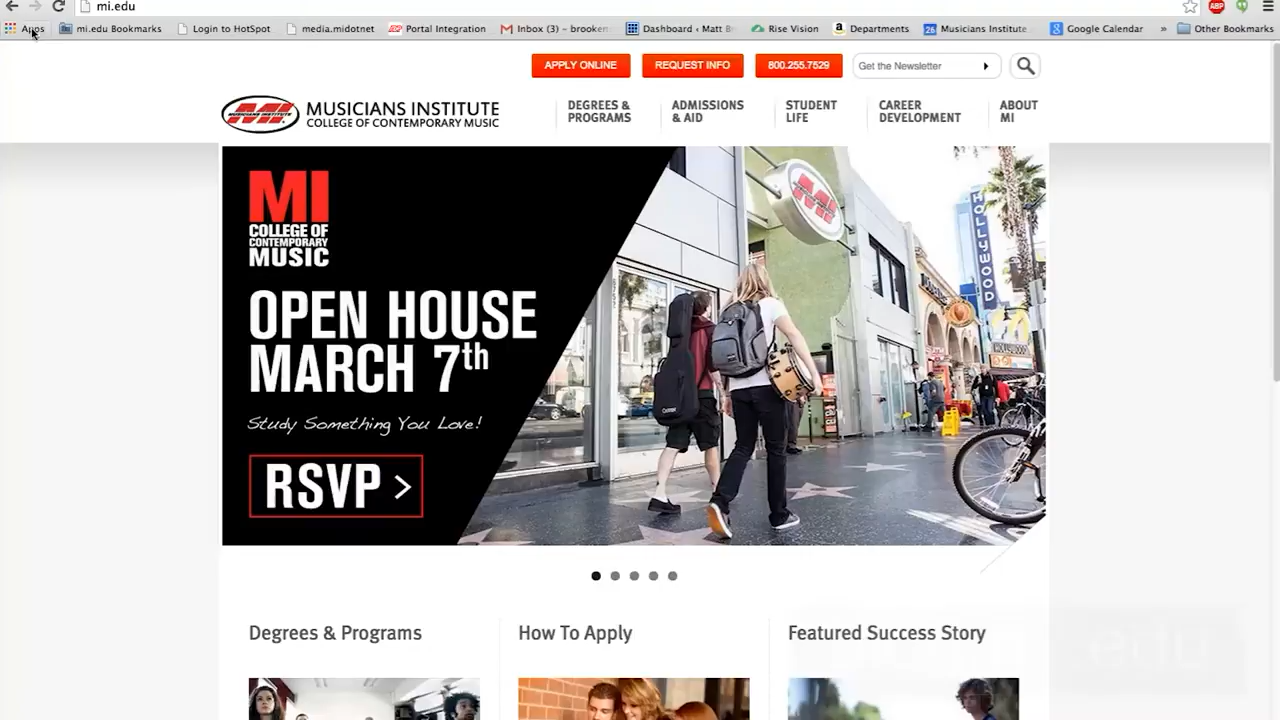 mi.edu
Apps mi.edu Bookmarks Login to HotSpot media.midotnet Portal Integration Inbox (3) – brooken Dashboard ‹ Matt Br Rise Vision Departments Musicians Institute Google Calendar » Other Bookmarks
APPLY ONLINE REQUEST INFO 800.255.7529 Get the Newsletter
MUSICIANS INSTITUTE
COLLEGE OF CONTEMPORARY MUSIC
DEGREES &
PROGRAMS
ADMISSIONS
& AID
STUDENT
LIFE
CAREER
DEVELOPMENT
ABOUT
MI
MI
COLLEGE OF
CONTEMPORARY
MUSIC
OPEN HOUSE
MARCH 7th
Study Something You Love!
RSVP >
HOLLYWOOD
Degrees & Programs
How To Apply
Featured Success Story